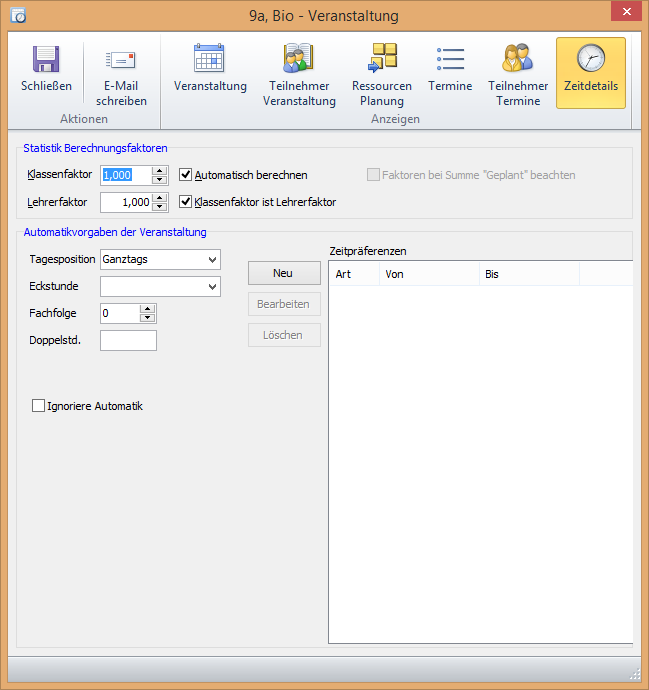 9a, Bio - Veranstaltung
Schließen
E-Mail
schreiben
Aktionen
Veranstaltung
Teilnehmer
Veranstaltung
Ressourcen
Planung
Termine
Teilnehmer
Termine
Zeitdetails
Anzeigen
Statistik Berechnungsfaktoren
Klassenfaktor 1,000 Automatisch berechnen Faktoren bei Summe "Geplant" beachten
Lehrerfaktor 1,000 Klassenfaktor ist Lehrerfaktor
Automatikvorgaben der Veranstaltung
Tagesposition Ganztags
Eckstunde
Fachfolge 0
Doppelstd.
Ignoriere Automatik
Neu
Bearbeiten
Löschen
Zeitpräferenzen
Art Von Bis